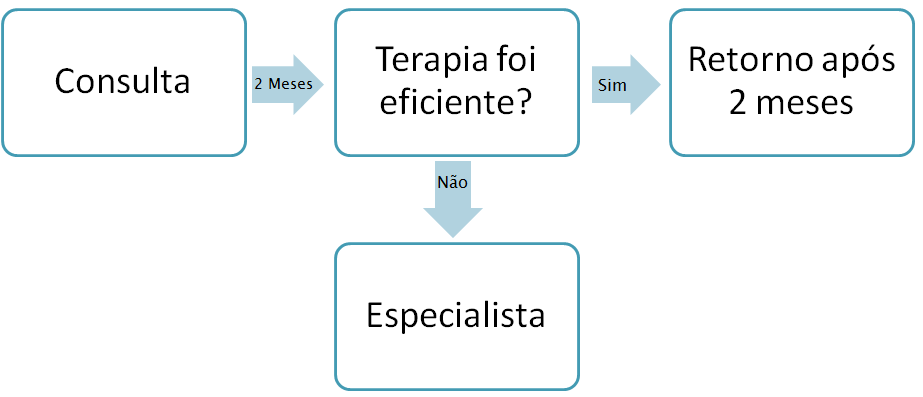 Consulta
2 Meses
Terapia foi
eficiente?
Sim
Retorno após
2 meses
Não
Especialista